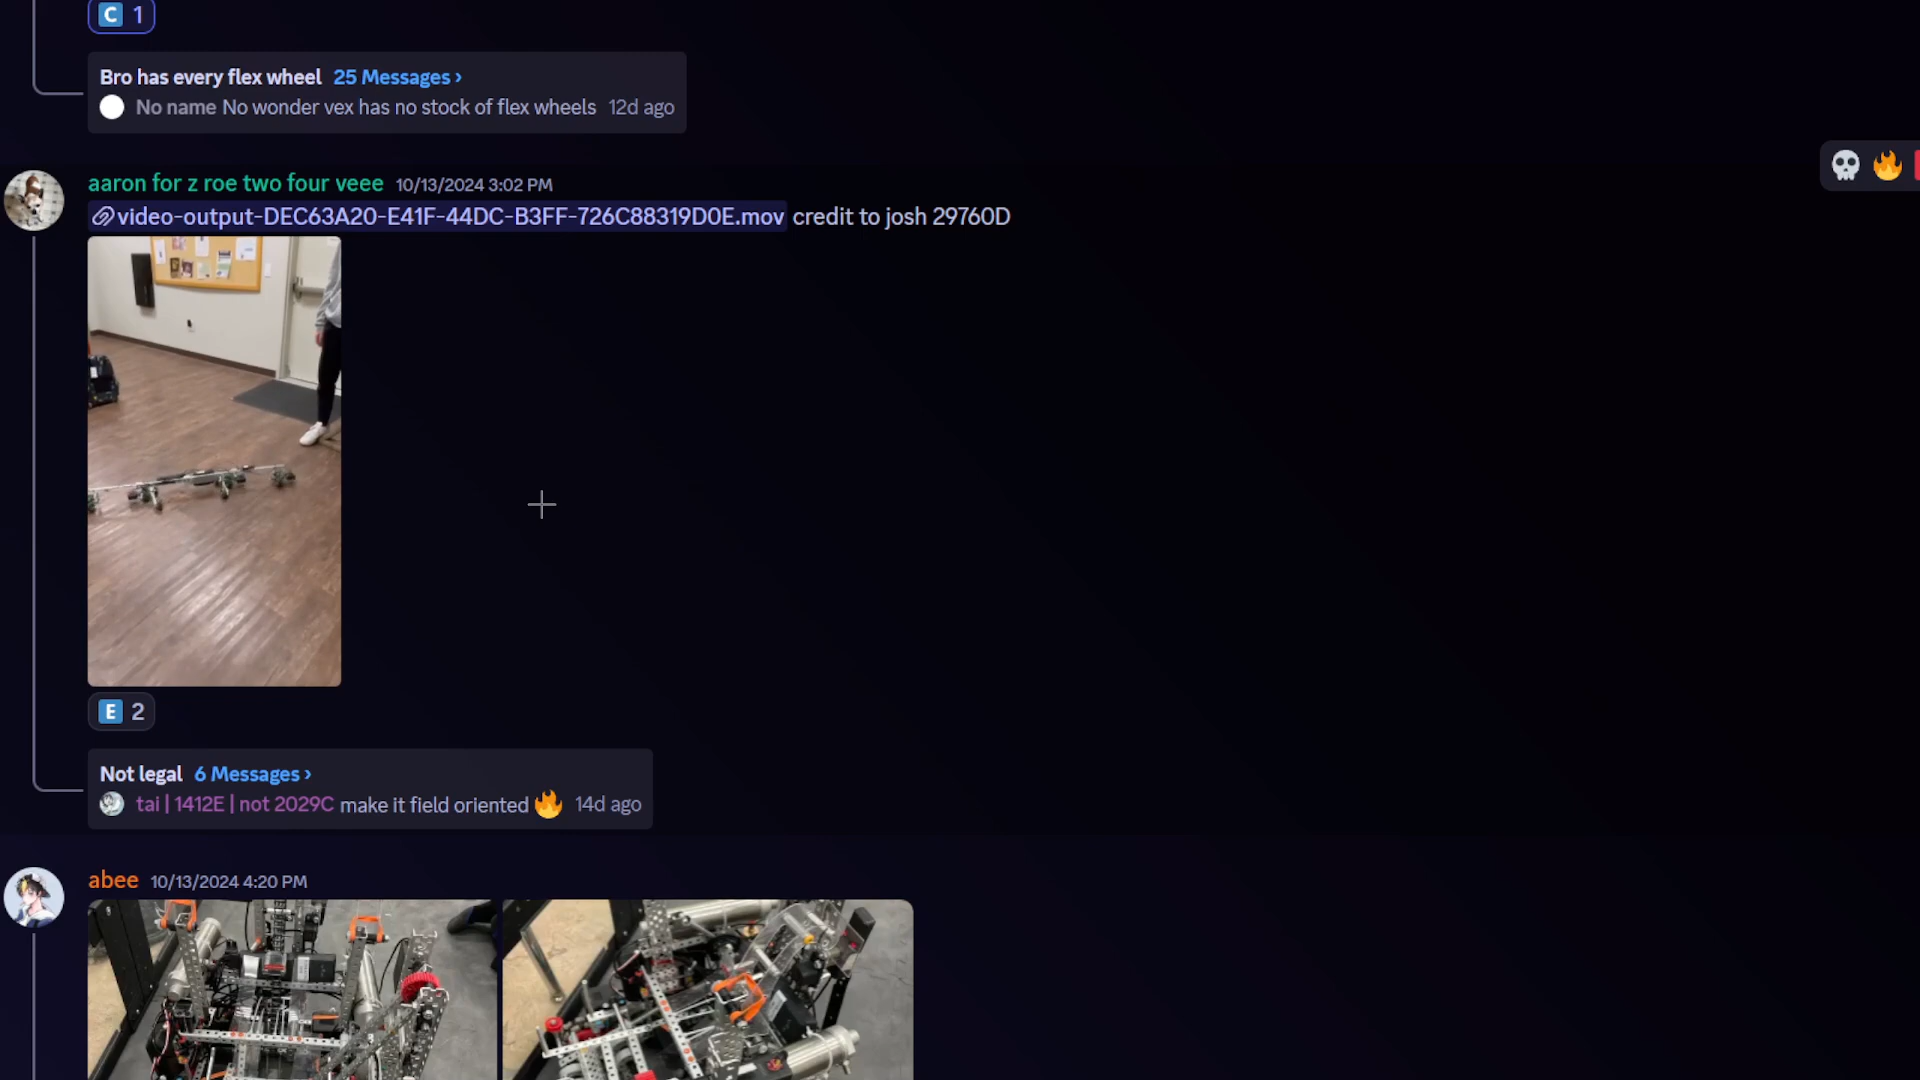 C 1
Bro has every flex wheel 25 Messages ›
No name No wonder vex has no stock of flex wheels 12d ago
aaron for z roe two four veee 10/13/2024 3:02 PM
video-output-DEC63A20-E41F-44DC-B3FF-726C88319D0E.mov credit to josh 29760D
E 2
Not legal 6 Messages ›
tai | 1412E | not 2029C make it field oriented 🔥 14d ago
abee 10/13/2024 4:20 PM